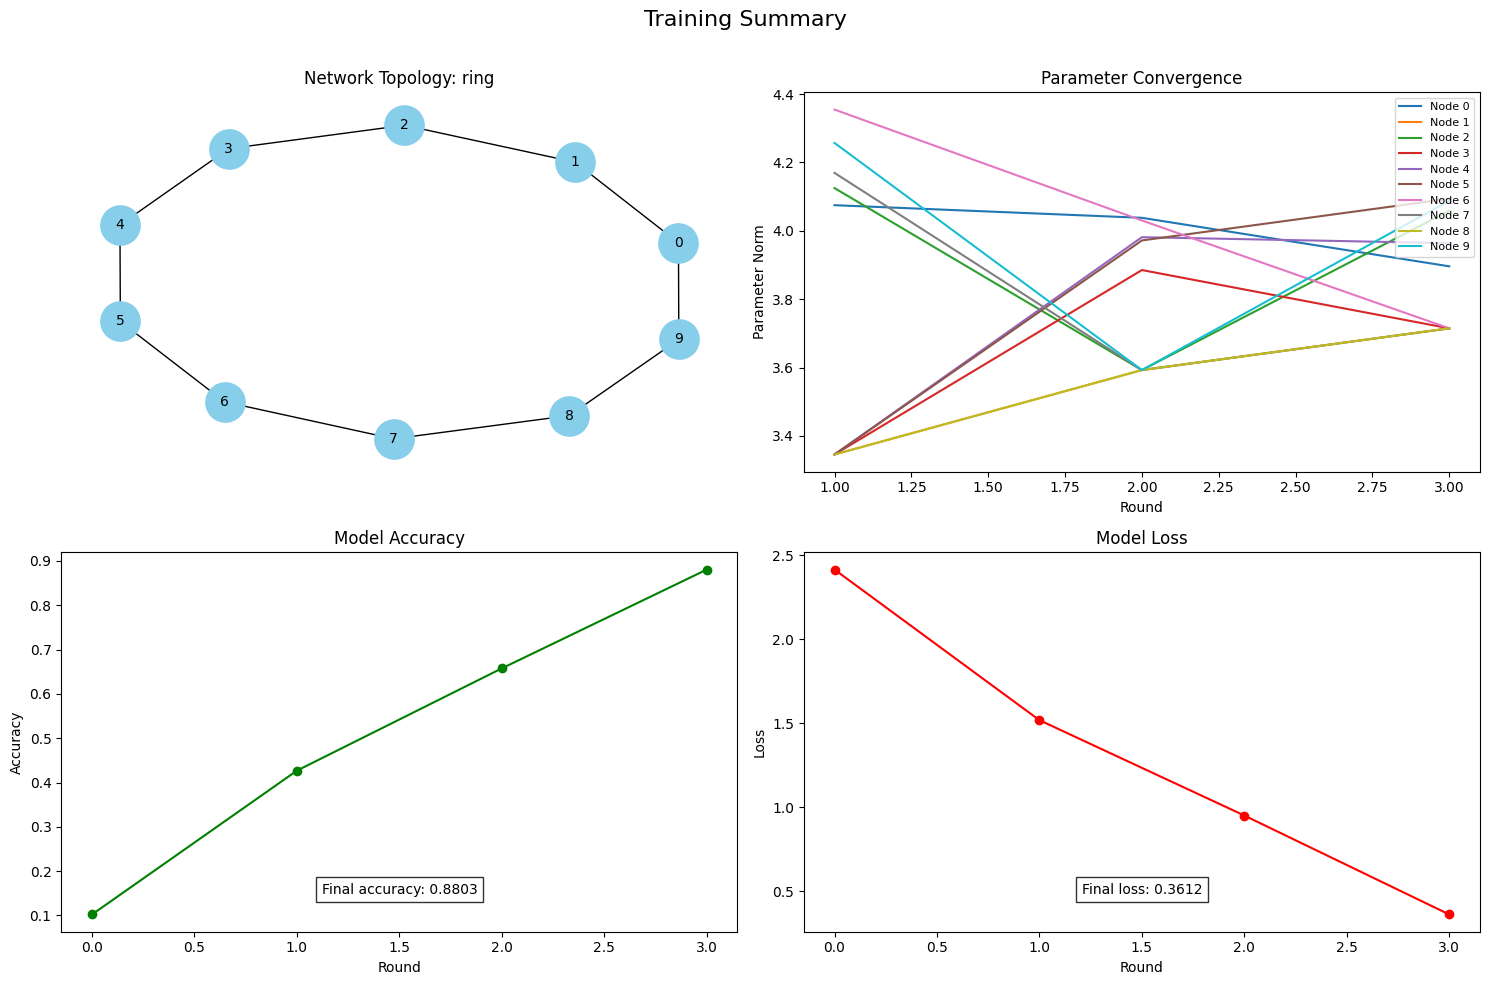 Training Summary
Network Topology: ring
2
3
1
4
0
5
9
6
8
7
Parameter Convergence
Parameter Norm
4.4
4.2
4.0
3.8
3.6
3.4
Node 0
Node 1
Node 2
Node 3
Node 4
Node 5
Node 6
Node 7
Node 8
Node 9
1.00 1.25 1.50 1.75 2.00 2.25 2.50 2.75 3.00
Round
Model Accuracy
Accuracy
0.9
0.8
0.7
0.6
0.5
0.4
0.3
0.2
0.1
Final accuracy: 0.8803
0.0 0.5 1.0 1.5 2.0 2.5 3.0
Round
Model Loss
Loss
2.5
2.0
1.5
1.0
0.5
Final loss: 0.3612
0.0 0.5 1.0 1.5 2.0 2.5 3.0
Round